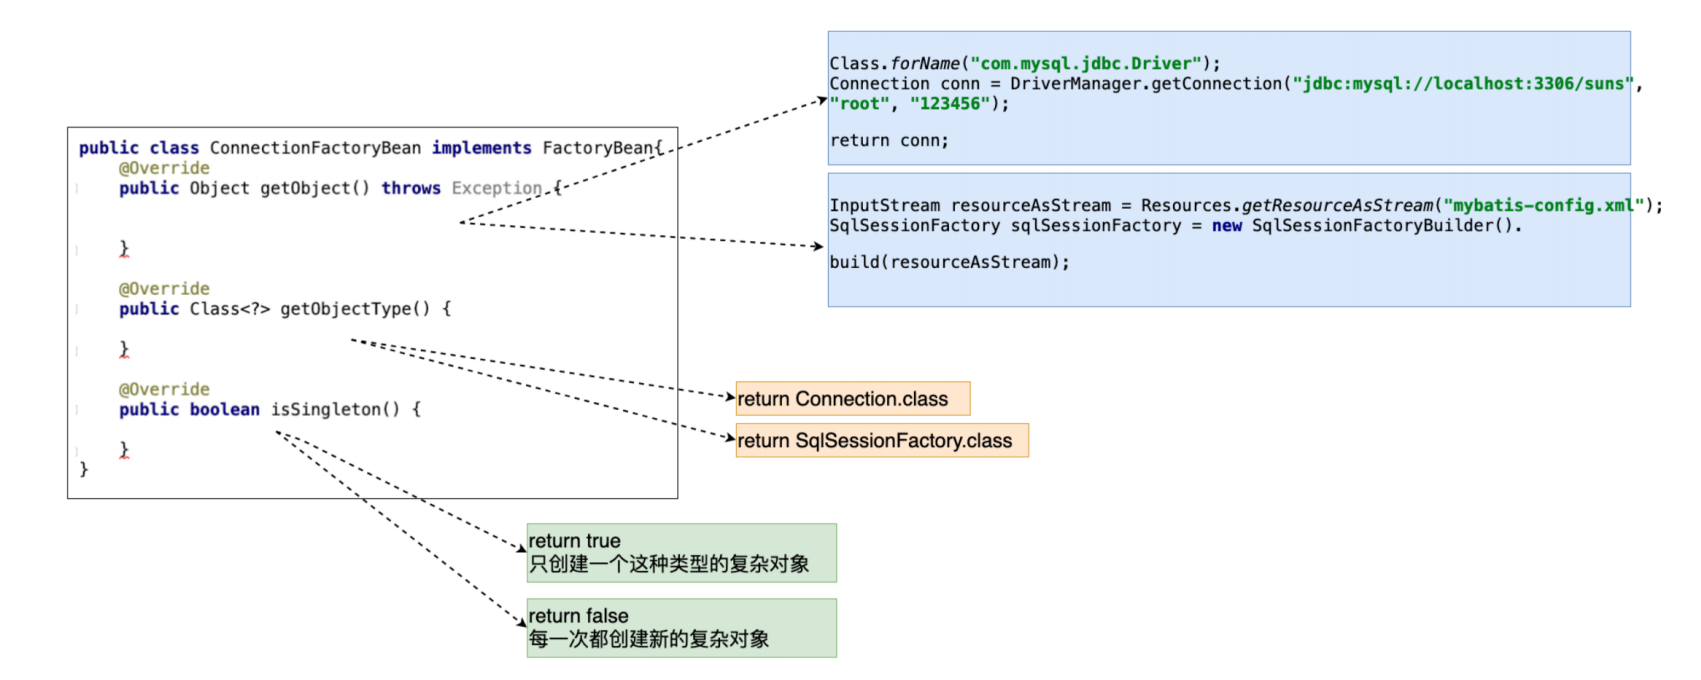 public class ConnectionFactoryBean implements FactoryBean{
@Override
public Object getObject() throws Exception {
}
@Override
public Class<?> getObjectType() {
}
@Override
public boolean isSingleton() {
}
}
Class.forName("com.mysql.jdbc.Driver");
Connection conn = DriverManager.getConnection("jdbc:mysql://localhost:3306/suns",
"root", "123456");
return conn;
InputStream resourceAsStream = Resources.getResourceAsStream("mybatis-config.xml");
SqlSessionFactory sqlSessionFactory = new SqlSessionFactoryBuilder().
build(resourceAsStream);
return Connection.class
return SqlSessionFactory.class
return true
只创建一个这种类型的复杂对象
return false
每一次都创建新的复杂对象